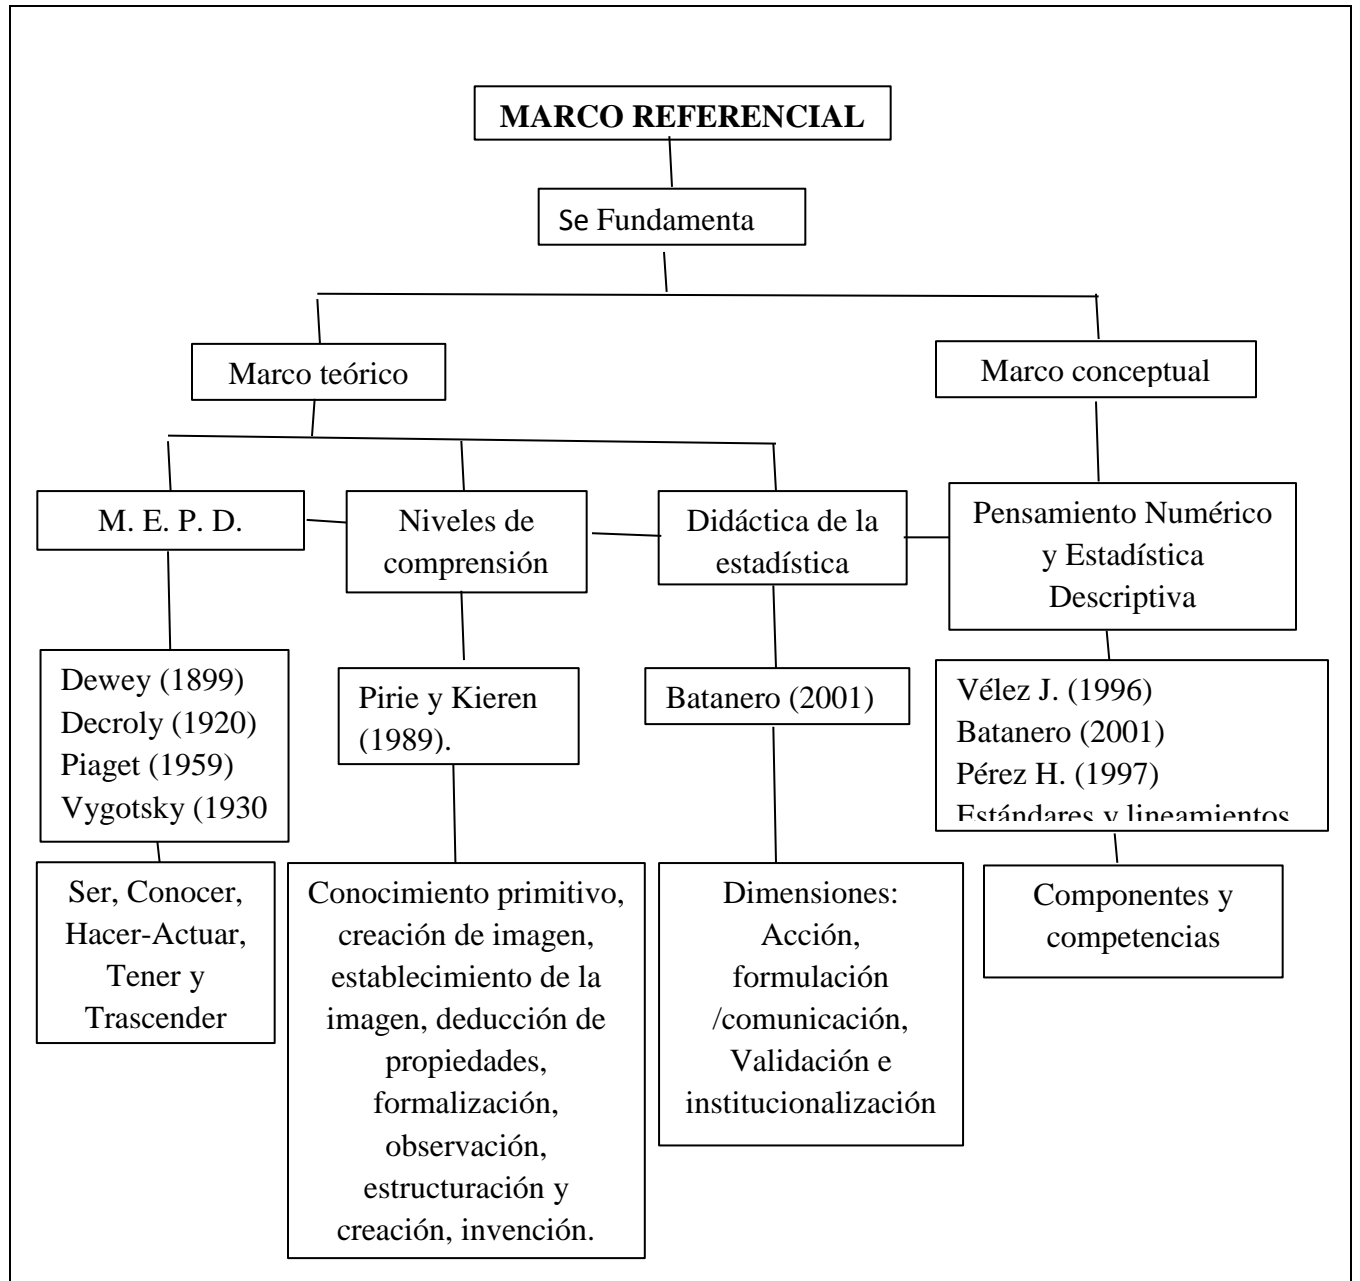 MARCO REFERENCIAL
Se Fundamenta
Marco teórico
Marco conceptual
M. E. P. D.
Niveles de
comprensión
Didáctica de la
estadística
Pensamiento Numérico
y Estadística
Descriptiva
Dewey (1899)
Decroly (1920)
Piaget (1959)
Vygotsky (1930
Pirie y Kieren
(1989).
Batanero (2001)
Vélez J. (1996)
Batanero (2001)
Pérez H. (1997)
Estándares y lineamientos
Ser, Conocer,
Hacer-Actuar,
Tener y
Trascender
Conocimiento primitivo,
creación de imagen,
establecimiento de la
imagen, deducción de
propiedades,
formalización,
observación,
estructuración y
creación, invención.
Dimensiones:
Acción,
formulación
/comunicación,
Validación e
institucionalización
Componentes y
competencias